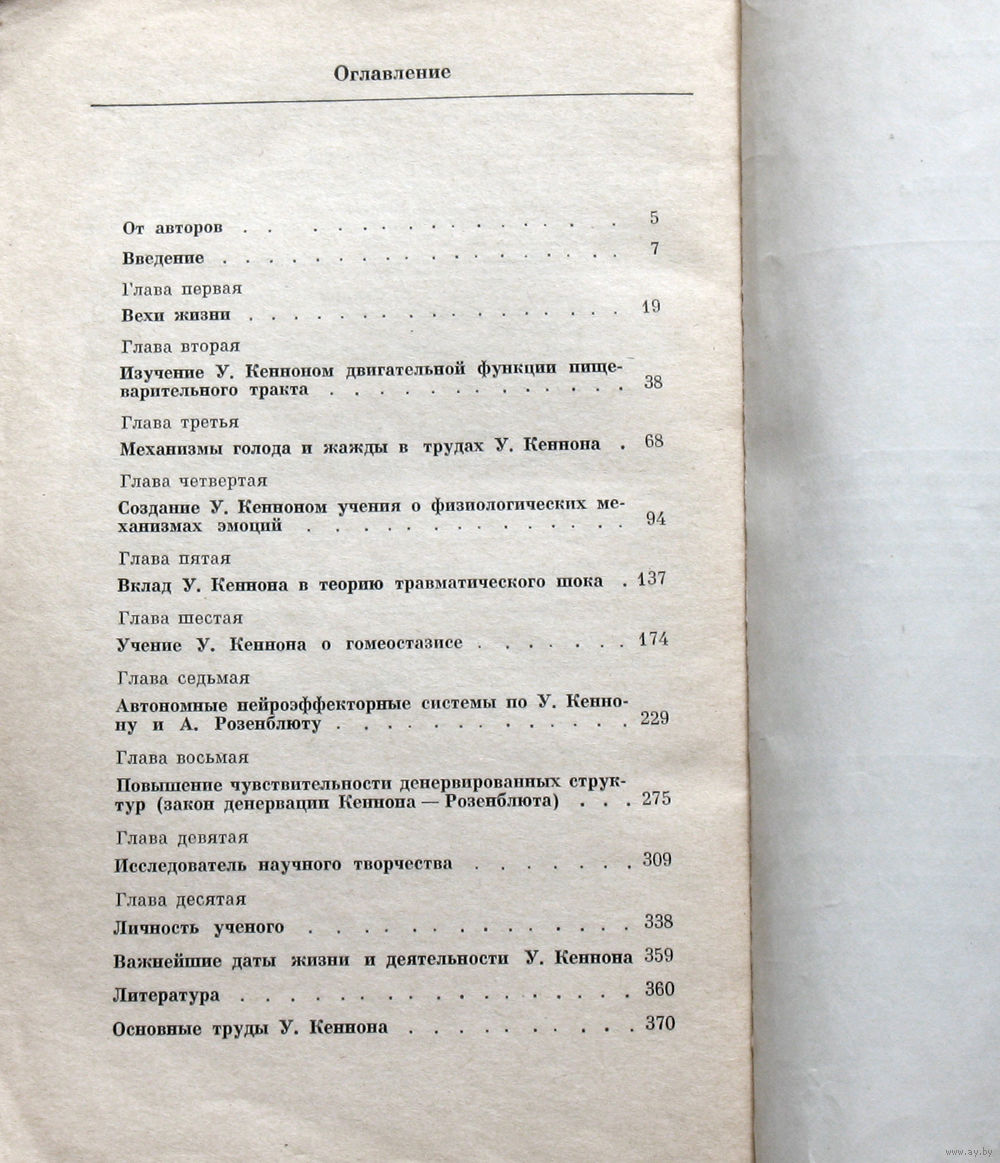 Оглавление
От авторов . . . . . . . . . . . . . . 5
Введение . . . . . . . . . . . . . . 7
Глава первая
Вехи жизни . . . . . . . . . . . . . . 19
Глава вторая
Изучение У. Кенноном двигательной функции пище-
варительного тракта . . . . . . . . . . . 38
Глава третья
Механизмы голода и жажды в трудах У. Кеннона . 68
Глава четвертая
Создание У. Кенноном учения о физиологических ме-
ханизмах эмоций . . . . . . . . . . . . 94
Глава пятая
Вклад У. Кеннона в теорию травматического шока . 137
Глава шестая
Учение У. Кеннона о гомеостазисе . . . . . . . 174
Глава седьмая
Автономные нейроэффекторные системы по У. Кенно-
ну и А. Розенблюту . . . . . . . . . . . 229
Глава восьмая
Повышение чувствительности денервированных струк-
тур (закон денервации Кеннона — Розенблюта) . . . 275
Глава девятая
Исследователь научного творчества . . . . . . . 309
Глава десятая
Личность ученого . . . . . . . . . . . . 338
Важнейшие даты жизни и деятельности У. Кеннона 359
Литература . . . . . . . . . . . . . . 360
Основные труды У. Кеннона . . . . . . . . . 370
www.ay.by